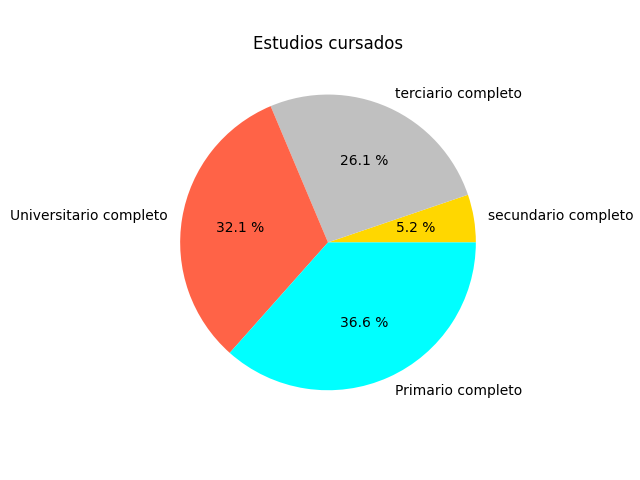 Estudios cursados
terciario completo
26.1 %
Universitario completo
32.1 %
5.2 %
secundario completo
36.6 %
Primario completo